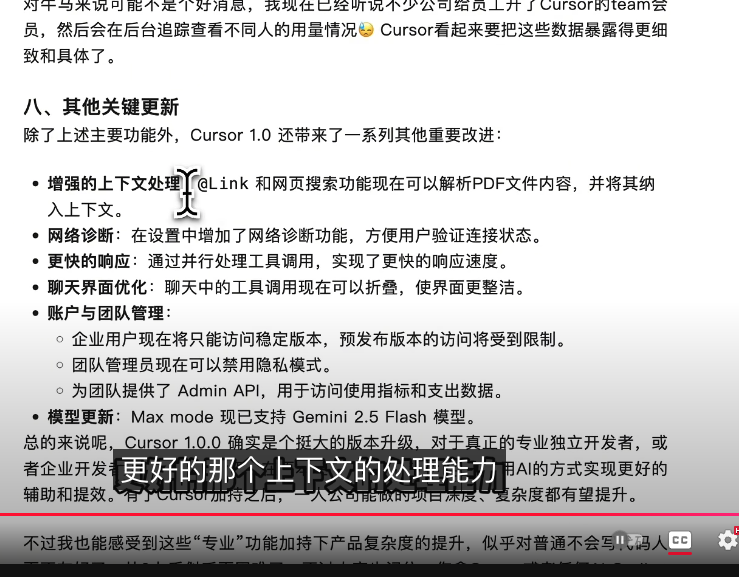 对牛马来说可能不是个好消息，我现在已经听说不少公司给员工开了Cursor的team会
员，然后会在后台追踪查看不同人的用量情况😓 Cursor看起来要把这些数据暴露得更细
致和具体了。
八、其他关键更新
除了上述主要功能外，Cursor 1.0 还带来了一系列其他重要改进：
• 增强的上下文处理 @Link 和网页搜索功能现在可以解析PDF文件内容，并将其纳
入上下文。
• 网络诊断：在设置中增加了网络诊断功能，方便用户验证连接状态。
• 更快的响应：通过并行处理工具调用，实现了更快的响应速度。
• 聊天界面优化：聊天中的工具调用现在可以折叠，使界面更整洁。
• 账户与团队管理：
○ 企业用户现在将只能访问稳定版本，预发布版本的访问将受到限制。
○ 团队管理员现在可以禁用隐私模式。
○ 为团队提供了 Admin API，用于访问使用指标和支出数据。
• 模型更新：Max mode 现已支持 Gemini 2.5 Flash 模型。
总的来说呢，Cursor 1.0.0 确实是个挺大的版本升级，对于真正的专业独立开发者，或
者企业开发者 用AI的方式实现更好的
更好的那个上下文的处理能力
辅助和提效。有了Cursor加持之后，一人公司能做的项目深度、复杂度都有望提升。
CC
不过我也能感受到这些“专业”功能加持下产品复杂度的提升，似乎对普通不会写代码人